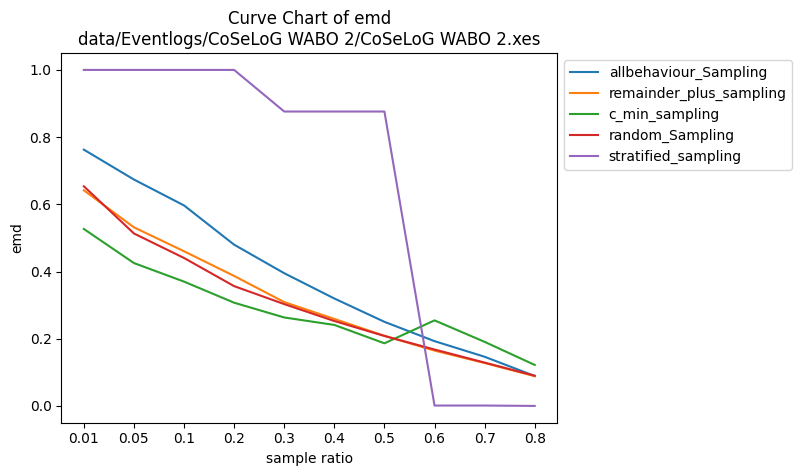 Curve Chart of emd
data/Eventlogs/CoSeLoG WABO 2/CoSeLoG WABO 2.xes
1.0
0.8
0.6
0.4
0.2
0.0
emd
0.01 0.05 0.1 0.2 0.3 0.4 0.5 0.6 0.7 0.8
sample ratio
allbehaviour_Sampling
remainder_plus_sampling
c_min_sampling
random_Sampling
stratified_sampling